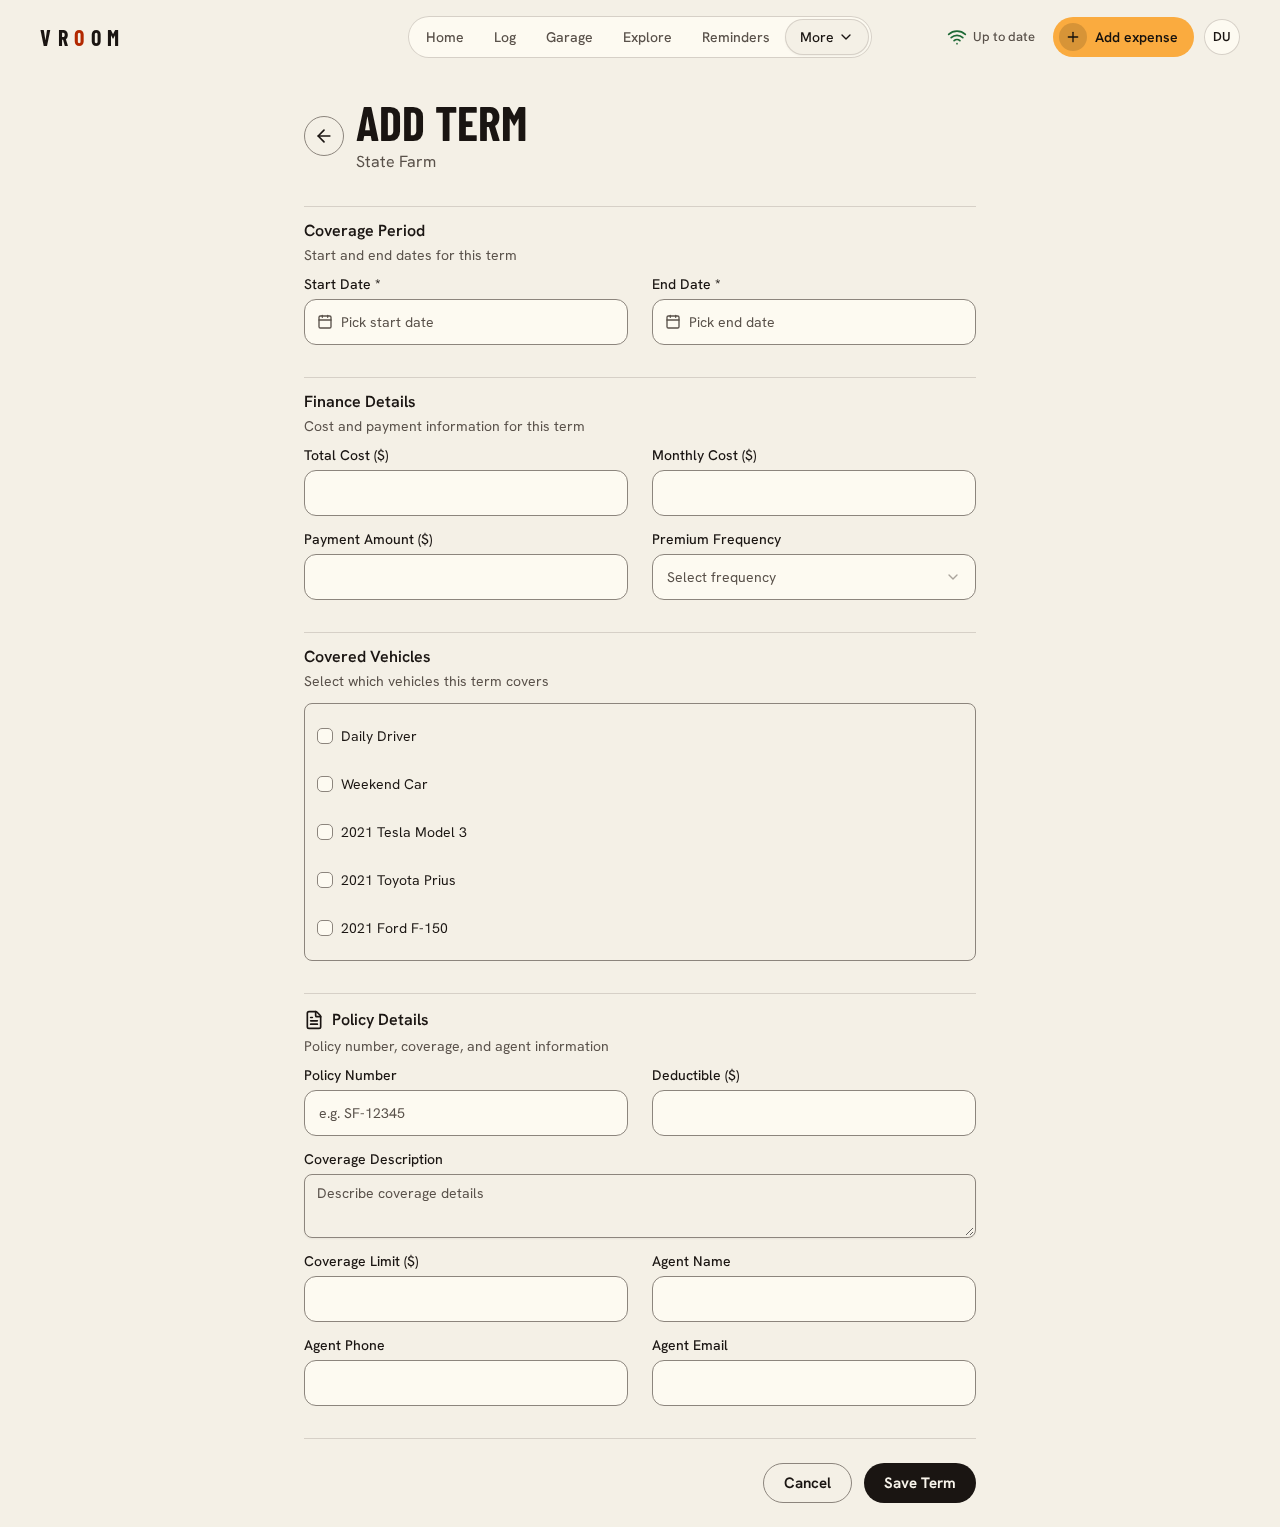 VROOM
Home
Log
Garage
Explore
Reminders
More
Up to date
Add expense
DU
ADD TERM
State Farm
Coverage Period
Start and end dates for this term
Start Date *
End Date *
Pick start date
Pick end date
Finance Details
Cost and payment information for this term
Total Cost ($)
Monthly Cost ($)
Payment Amount ($)
Premium Frequency
Select frequency
Covered Vehicles
Select which vehicles this term covers
Daily Driver
Weekend Car
2021 Tesla Model 3
2021 Toyota Prius
2021 Ford F-150
Policy Details
Policy number, coverage, and agent information
Policy Number
Deductible ($)
e.g. SF-12345
Coverage Description
Describe coverage details
Coverage Limit ($)
Agent Name
Agent Phone
Agent Email
Cancel
Save Term